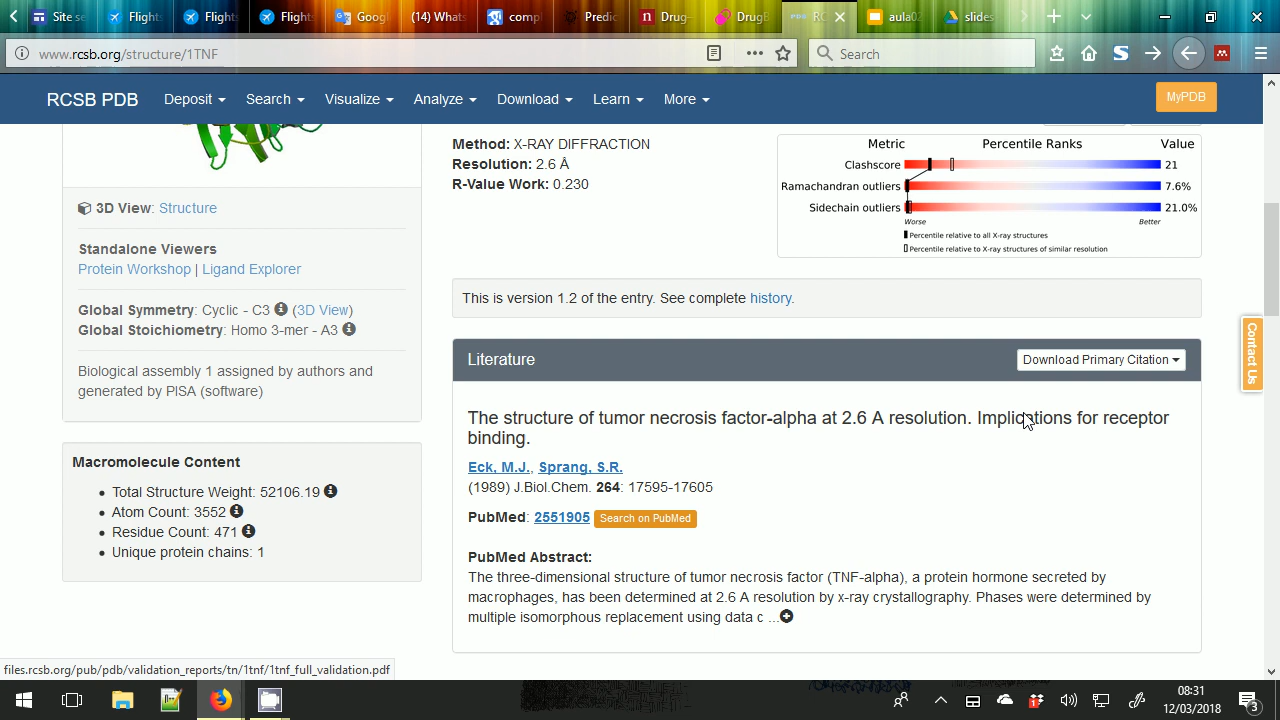 Site se
Flights
Flights
Flights
Googl
(14) Whats
compl
Predic
Drug-
DrugB
RC
aula02
slides
www.rcsb.org/structure/1TNF
Search
RCSB PDB Deposit Search Visualize Analyze Download Learn More MyPDB
3D View: Structure
Standalone Viewers
Protein Workshop | Ligand Explorer
Global Symmetry: Cyclic - C3 (3D View)
Global Stoichiometry: Homo 3-mer - A3
Biological assembly 1 assigned by authors and
generated by PISA (software)
Macromolecule Content
Total Structure Weight: 52106.19
Atom Count: 3552
Residue Count: 471
Unique protein chains: 1
Method: X-RAY DIFFRACTION
Resolution: 2.6 Å
R-Value Work: 0.230
Metric Percentile Ranks Value
Clashscore 21
Ramachandran outliers 7.6%
Sidechain outliers 21.0%
Worse Better
Percentile relative to all X-ray structures
Percentile relative to X-ray structures of similar resolution
This is version 1.2 of the entry. See complete history.
Literature Download Primary Citation
The structure of tumor necrosis factor-alpha at 2.6 A resolution. Implications for receptor
binding.
Eck, M.J., Sprang, S.R.
(1989) J.Biol.Chem. 264: 17595-17605
PubMed: 2551905 Search on PubMed
PubMed Abstract:
The three-dimensional structure of tumor necrosis factor (TNF-alpha), a protein hormone secreted by
macrophages, has been determined at 2.6 A resolution by x-ray crystallography. Phases were determined by
multiple isomorphous replacement using data c ...
Contact Us
files.rcsb.org/pub/pdb/validation_reports/tn/1tnf/1tnf_full_validation.pdf
1
08:31
12/03/2018
3